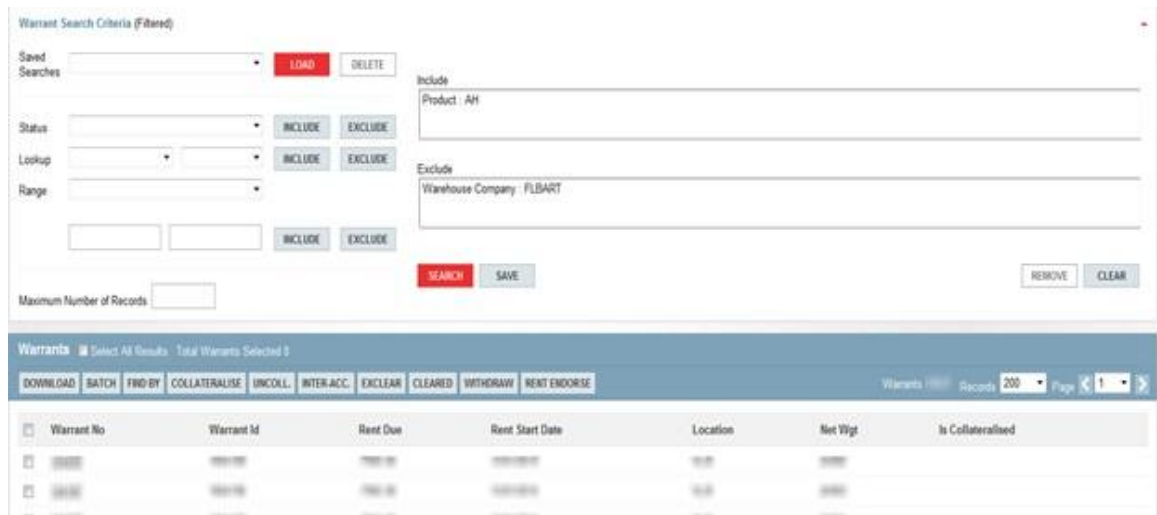 Warrant Search Criteria (Filtered)
Saved Searches
LOAD
DELETE
Include
Product : AH
Status
INCLUDE
EXCLUDE
Lookup
INCLUDE
EXCLUDE
Exclude
Warehouse Company : FLBART
Range
INCLUDE
EXCLUDE
SEARCH
SAVE
REMOVE
CLEAR
Maximum Number of Records
Warrants Select All Results Total Warrants Selected 0
DOWNLOAD BATCH FIND BY COLLATERALISE UNCOLL. INTER-ACC. EXCLEAR CLEARED WITHDRAW RENT ENDORSE Warrants Records 200 Page 1
Warrant No Warrant Id Rent Due Rent Start Date Location Net Wgt Is Collateralised